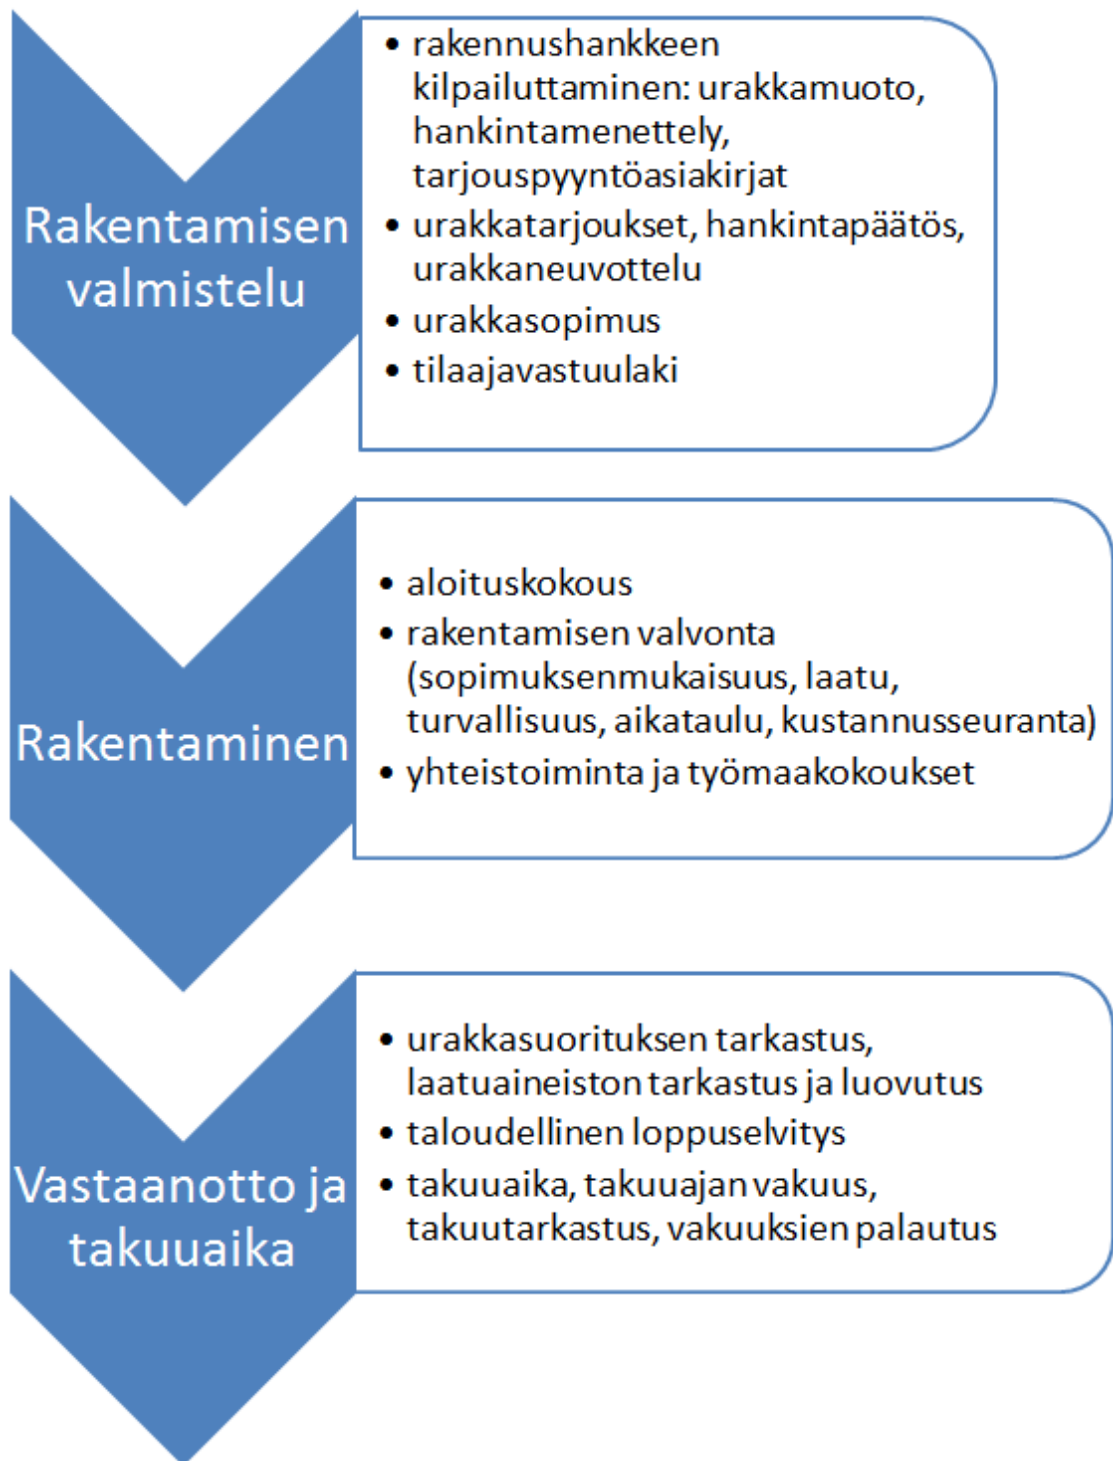 Rakentamisen
valmistelu
• rakennushankkeen
kilpailuttaminen: urakkamuoto,
hankintamenettely,
tarjouspyyntöasiakirjat
• urakkatarjoukset, hankintapäätös,
urakkaneuvottelu
• urakkasopimus
• tilaajavastuulaki
Rakentaminen
• aloituskokous
• rakentamisen valvonta
(sopimuksenmukaisuus, laatu,
turvallisuus, aikataulu, kustannusseuranta)
• yhteistoiminta ja työmaakokoukset
Vastaanotto ja
takuuaika
• urakkasuorituksen tarkastus,
laatuaineiston tarkastus ja luovutus
• taloudellinen loppuselvitys
• takuuaika, takuuajan vakuus,
takuutarkastus, vakuuksien palautus